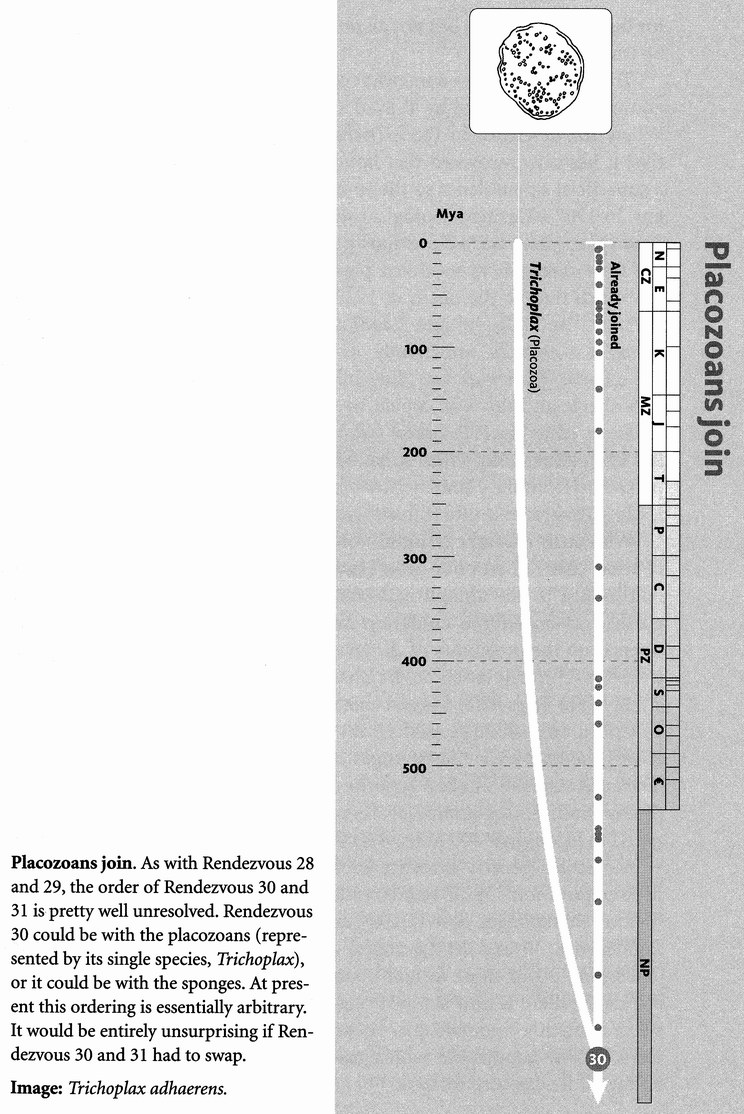 Placozoans join
Mya
0
100
200
300
400
500
Trichoplax (Placozoa)
Already joined
N
CZ
E
K
MZ
J
T
P
C
D
PZ
S
O
Є
NP
30
Placozoans join. As with Rendezvous 28
and 29, the order of Rendezvous 30 and
31 is pretty well unresolved. Rendezvous
30 could be with the placozoans (repre-
sented by its single species, Trichoplax),
or it could be with the sponges. At pres-
ent this ordering is essentially arbitrary.
It would be entirely unsurprising if Ren-
dezvous 30 and 31 had to swap.
Image: Trichoplax adhaerens.